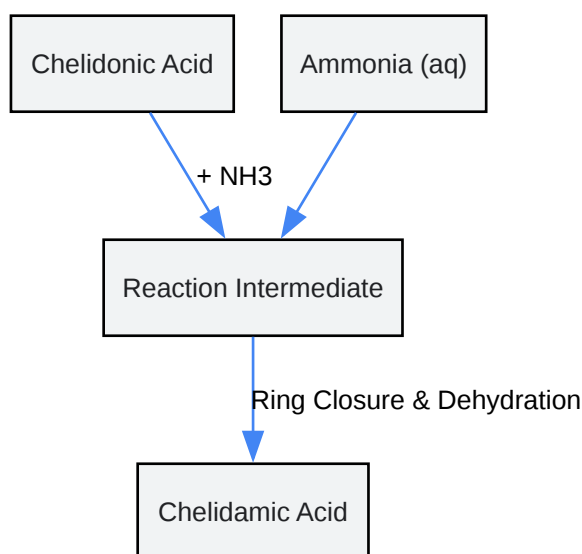 Chelidonic Acid
Ammonia (aq)
+ NH3
Reaction Intermediate
Ring Closure & Dehydration
Chelidamic Acid